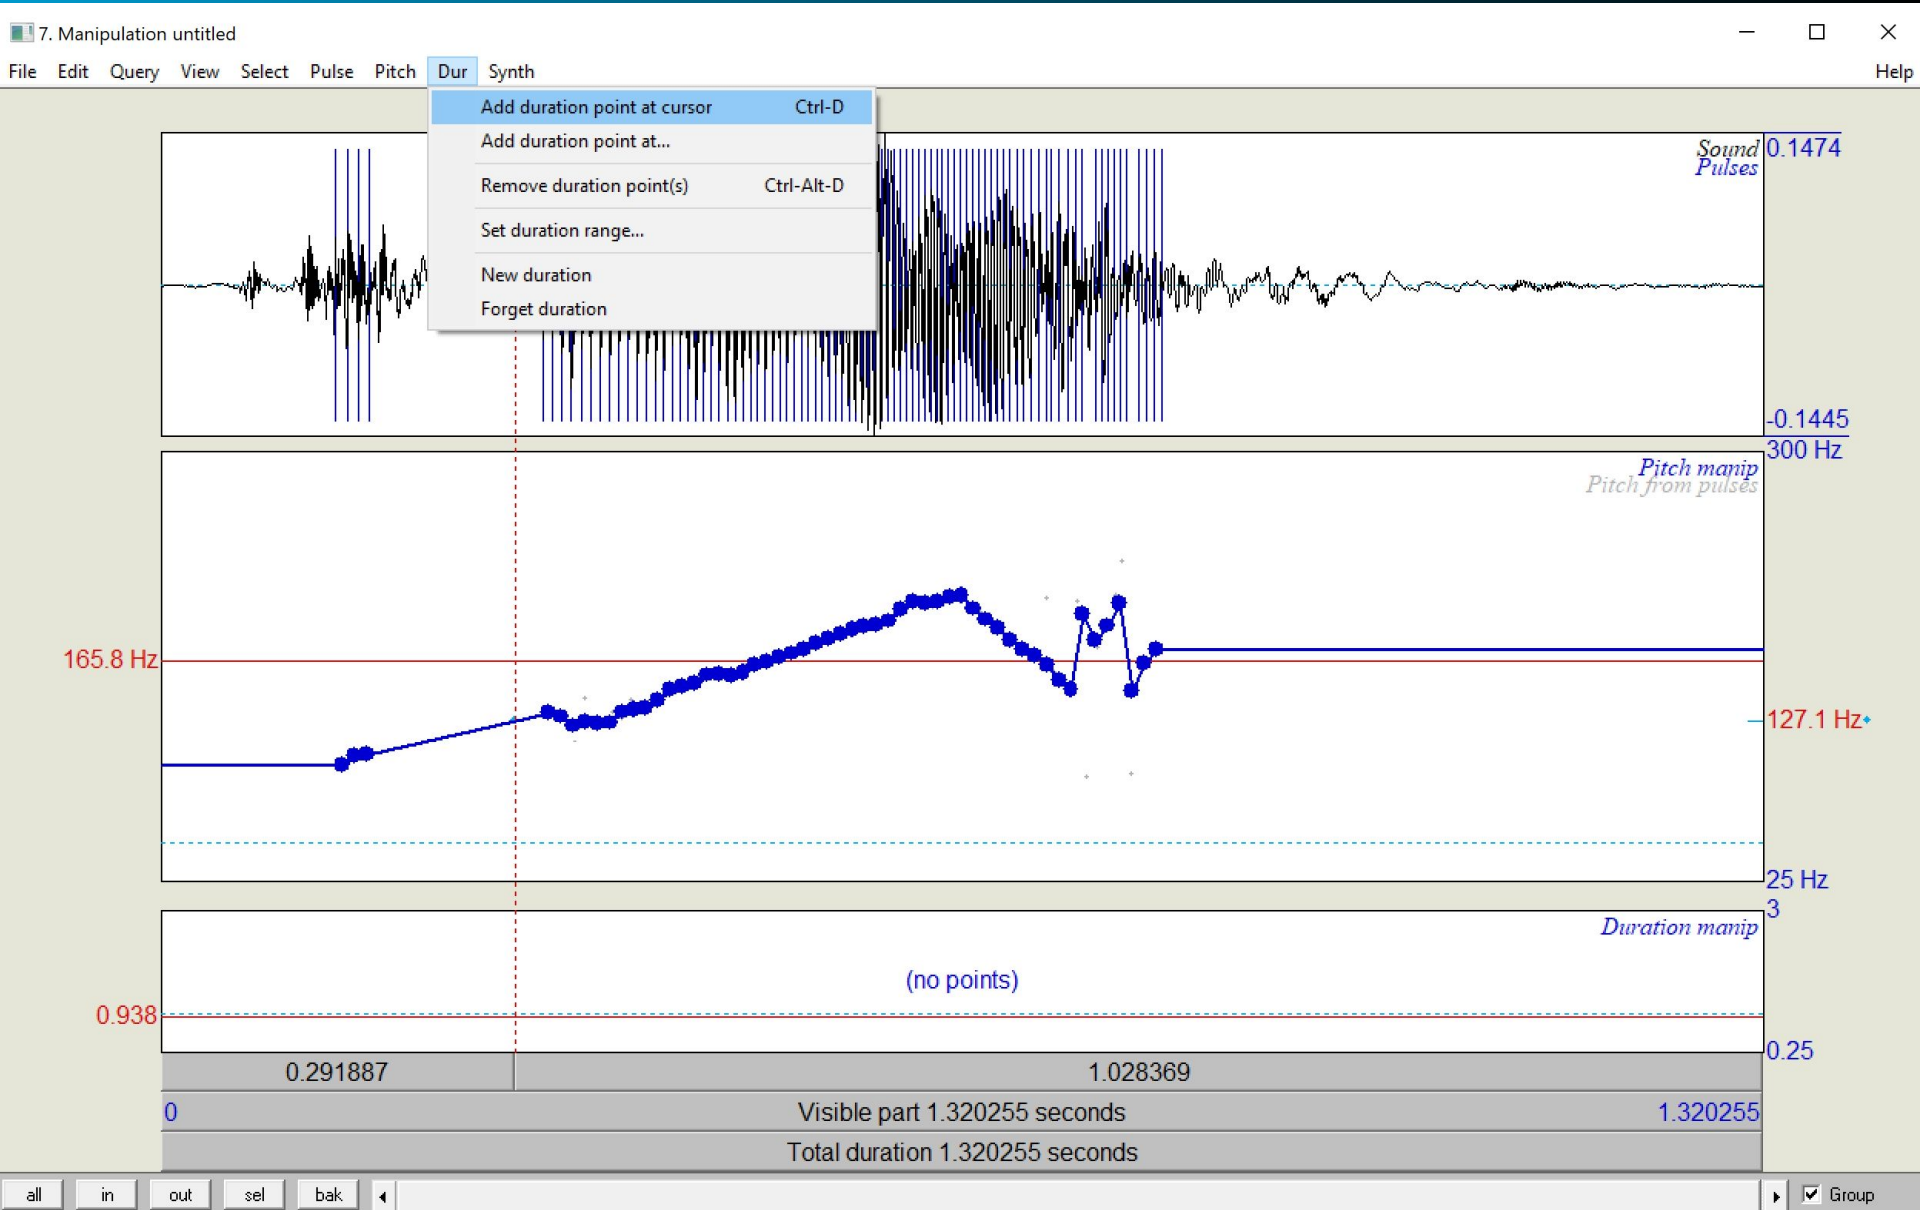 7. Manipulation untitled
File Edit Query View Select Pulse Pitch Dur Synth Help
Add duration point at cursor Ctrl-D
Add duration point at...
Remove duration point(s) Ctrl-Alt-D
Set duration range...
New duration
Forget duration
Sound 0.1474
Pulses
-0.1445
300 Hz
Pitch manip
Pitch from pulses
165.8 Hz
127.1 Hz
25 Hz
3
Duration manip
(no points)
0.938
0.25
0.291887 1.028369
0 Visible part 1.320255 seconds 1.320255
Total duration 1.320255 seconds
all in out sel bak Group